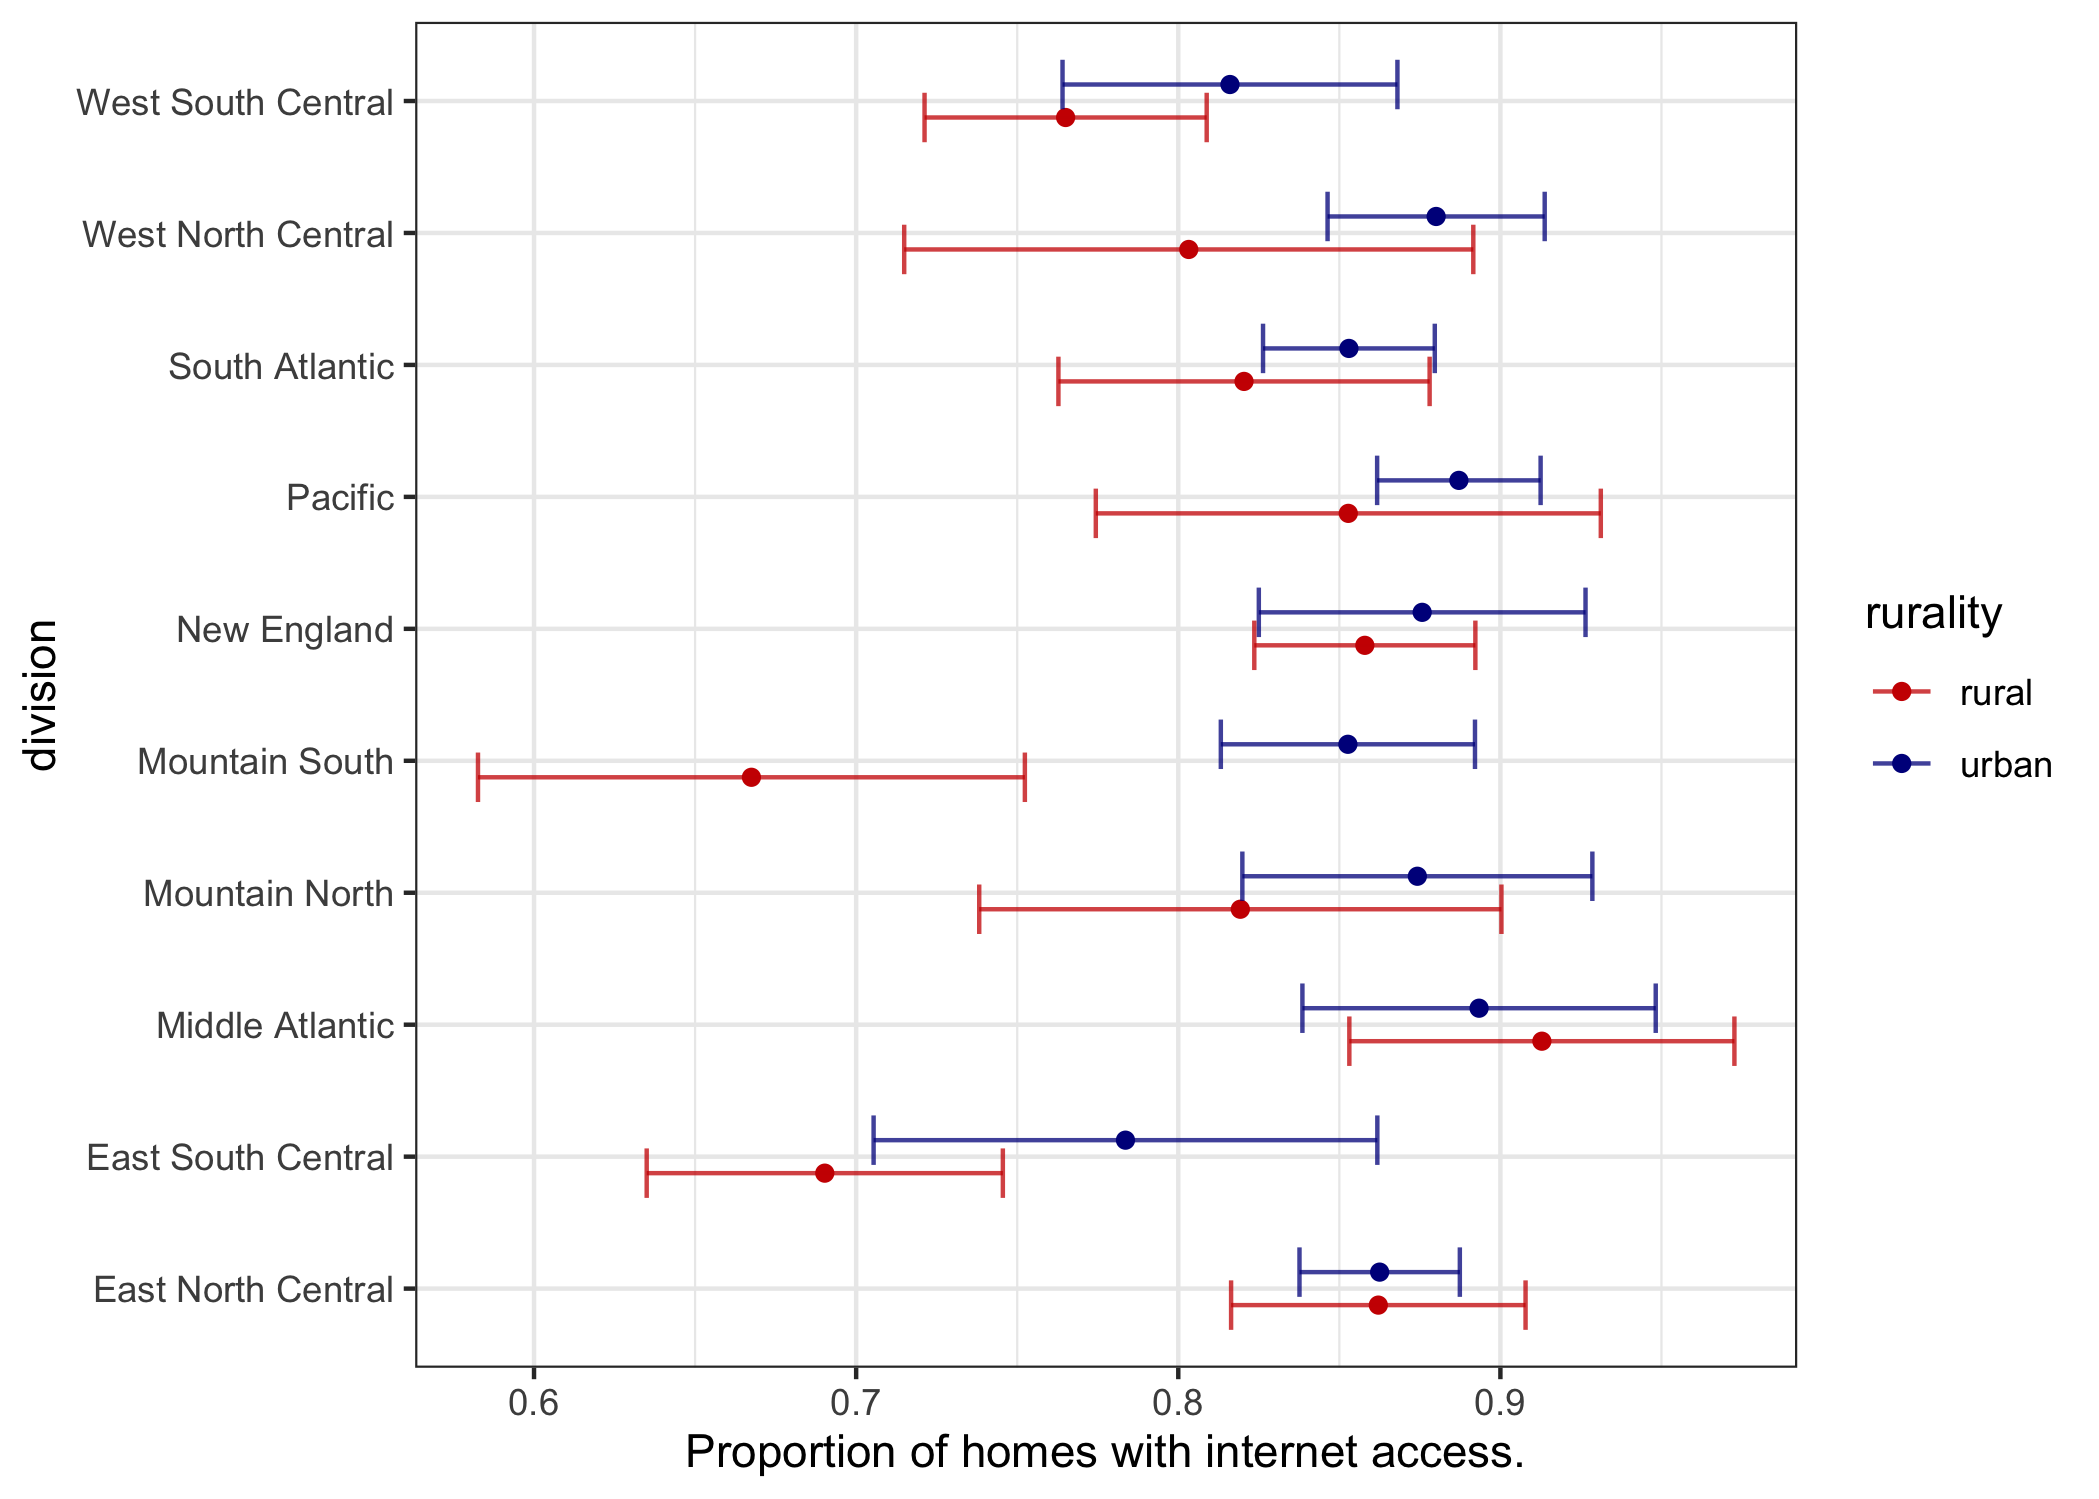 West South Central
West North Central
South Atlantic
Pacific
New England
Mountain South
Mountain North
Middle Atlantic
East South Central
East North Central
division
0.6 0.7 0.8 0.9
Proportion of homes with internet access.
rurality
rural
urban